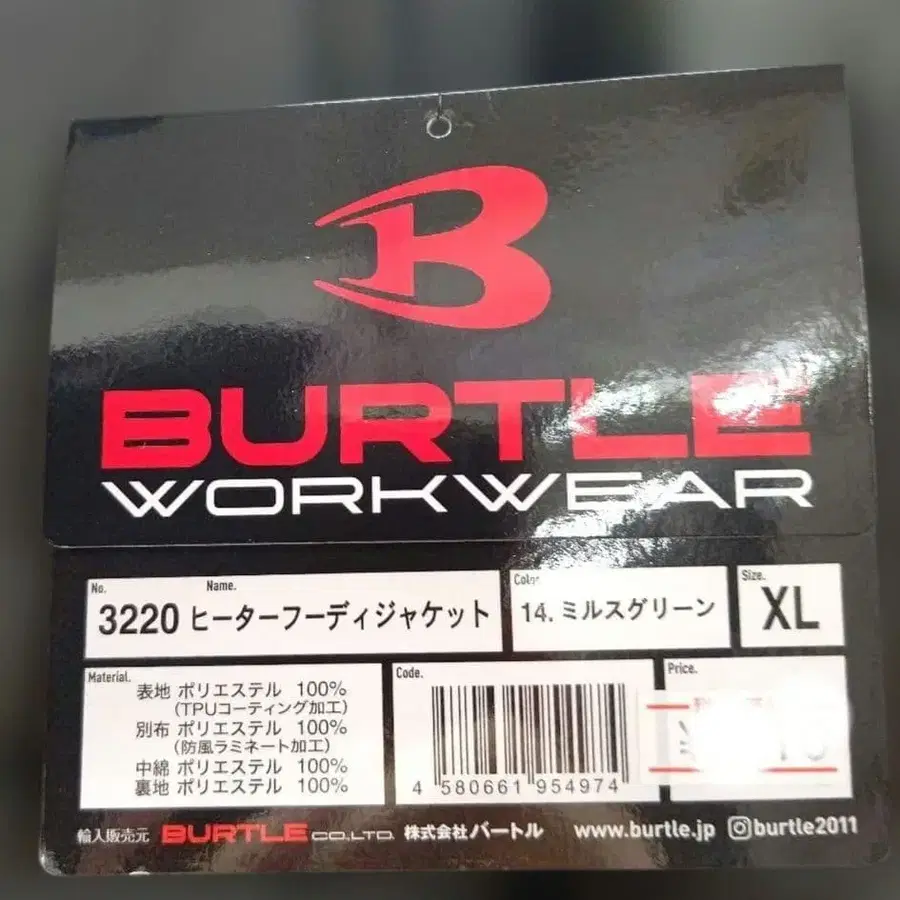 BURTLE
WORKWEAR
No. Name.
3220 ヒーターフーディジャケット
Color
14. ミルスグリーン
Size.
XL
Material.
表地 ポリエステル 100%
(TPUコーティング加工)
別布 ポリエステル 100%
(防風ラミネート加工)
中綿 ポリエステル 100%
裏地 ポリエステル 100%
Code.
4 580661 954974
Price.
輸入販売元 BURTLE CO.,LTD. 株式会社バートル www.burtle.jp burtle2011